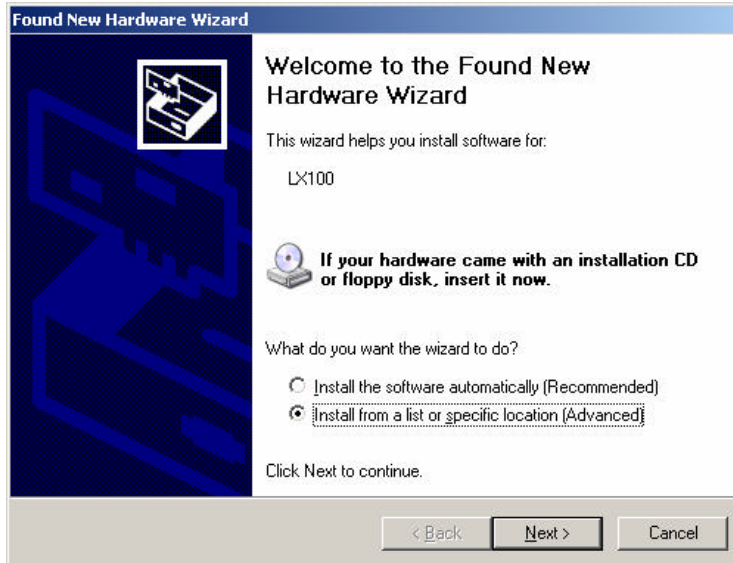 Found New Hardware Wizard
Welcome to the Found New
Hardware Wizard
This wizard helps you install software for:
LX100
If your hardware came with an installation CD
or floppy disk, insert it now.
What do you want the wizard to do?
Install the software automatically (Recommended)
Install from a list or specific location (Advanced)
Click Next to continue.
< Back Next > Cancel